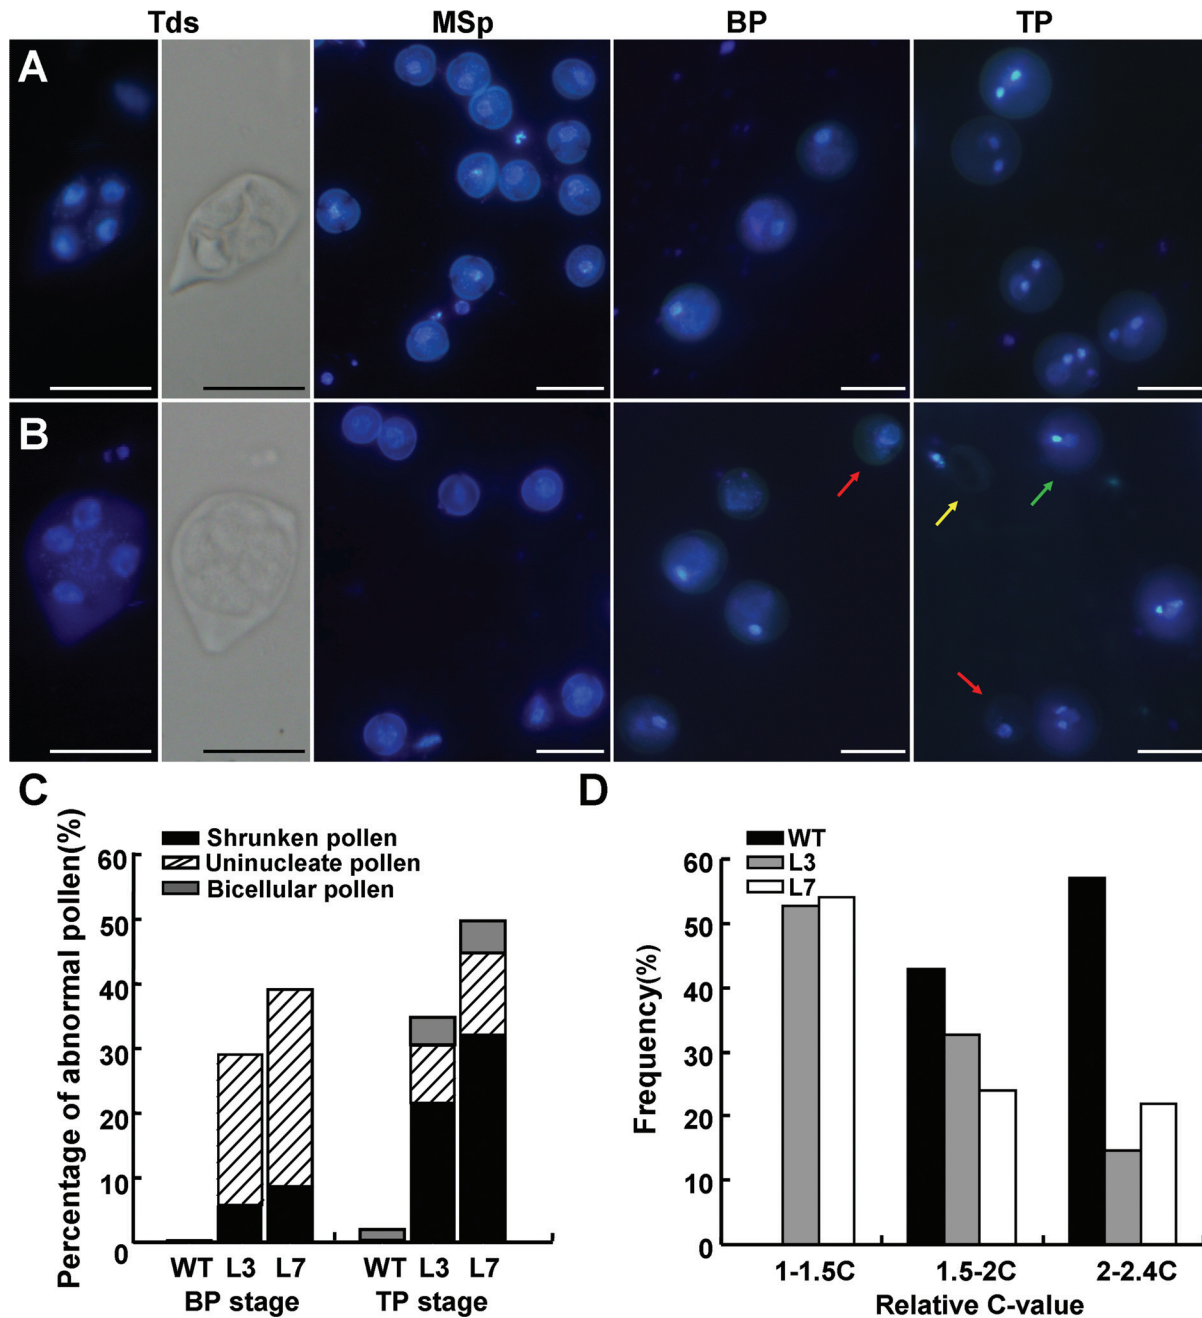 Tds MSp BP TP
A
B
C
D
Shrunken pollen
Uninucleate pollen
Bicellular pollen
Percentage of abnormal pollen(%)
60
50
40
30
20
10
0
WT L3 L7 WT L3 L7
BP stage TP stage
WT
L3
L7
Frequency(%)
60
50
40
30
20
10
0
1-1.5C 1.5-2C 2-2.4C
Relative C-value